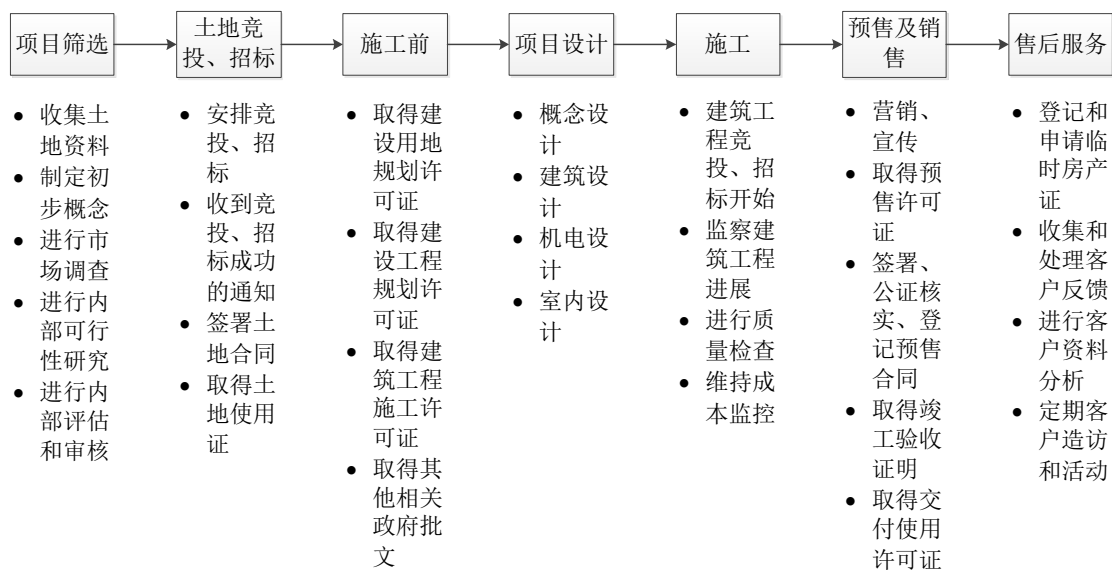 项目筛选
土地竞
投、招标
施工前
项目设计
施工
预售及销
售
售后服务
• 收集土
地资料
• 制定初
步概念
• 进行市
场调查
• 进行内
部可行
性研究
• 进行内
部评估
和审核
• 安排竞
投、招
标
• 收到竞
投、招
标成功
的通知
• 签署土
地合同
• 取得土
地使用
证
• 取得建
设用地
规划许
可证
• 取得建
设工程
规划许
可证
• 取得建
筑工程
施工许
可证
• 取得其
他相关
政府批
文
• 概念设
计
• 建筑设
计
• 机电设
计
• 室内设
计
• 建筑工
程竞
投、招
标开始
• 监察建
筑工程
进展
• 进行质
量检查
• 维持成
本监控
• 营销、
宣传
• 取得预
售许可
证
• 签署、
公证核
实、登
记预售
合同
• 取得竣
工验收
证明
• 取得交
付使用
许可证
• 登记和
申请临
时房产
证
• 收集和
处理客
户反馈
• 进行客
户资料
分析
• 定期客
户造访
和活动